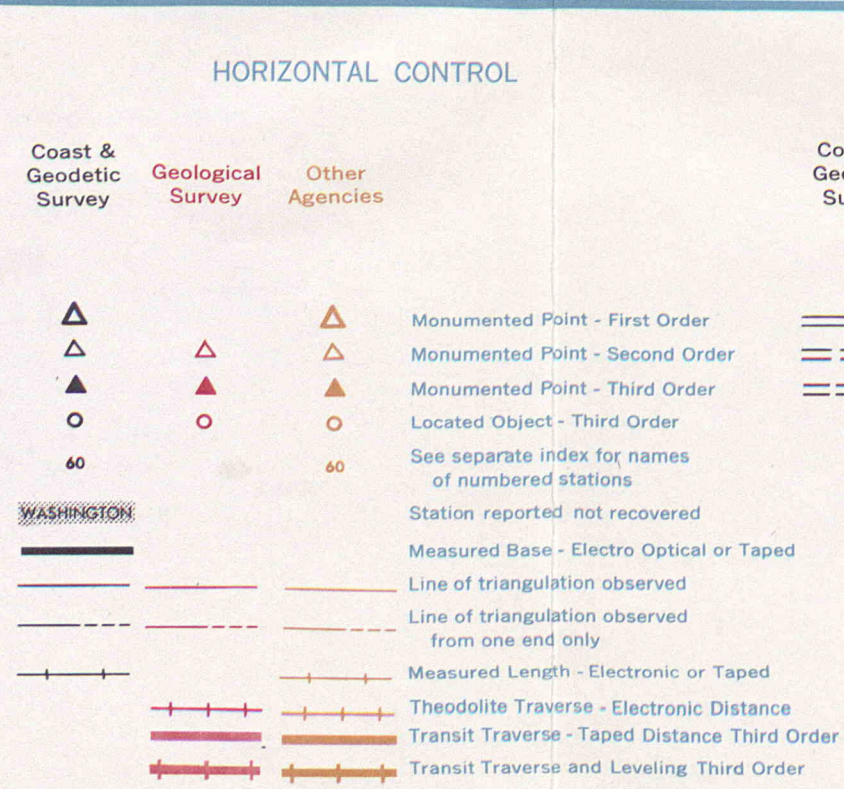 HORIZONTAL CONTROL
Coast &
Geodetic
Survey
Geological
Survey
Other
Agencies
Monumented Point - First Order
Monumented Point - Second Order
Monumented Point - Third Order
Located Object - Third Order
60
60
See separate index for names
of numbered stations
WASHINGTON
Station reported not recovered
Measured Base - Electro Optical or Taped
Line of triangulation observed
Line of triangulation observed
from one end only
Measured Length - Electronic or Taped
Theodolite Traverse - Electronic Distance
Transit Traverse - Taped Distance Third Order
Transit Traverse and Leveling Third Order